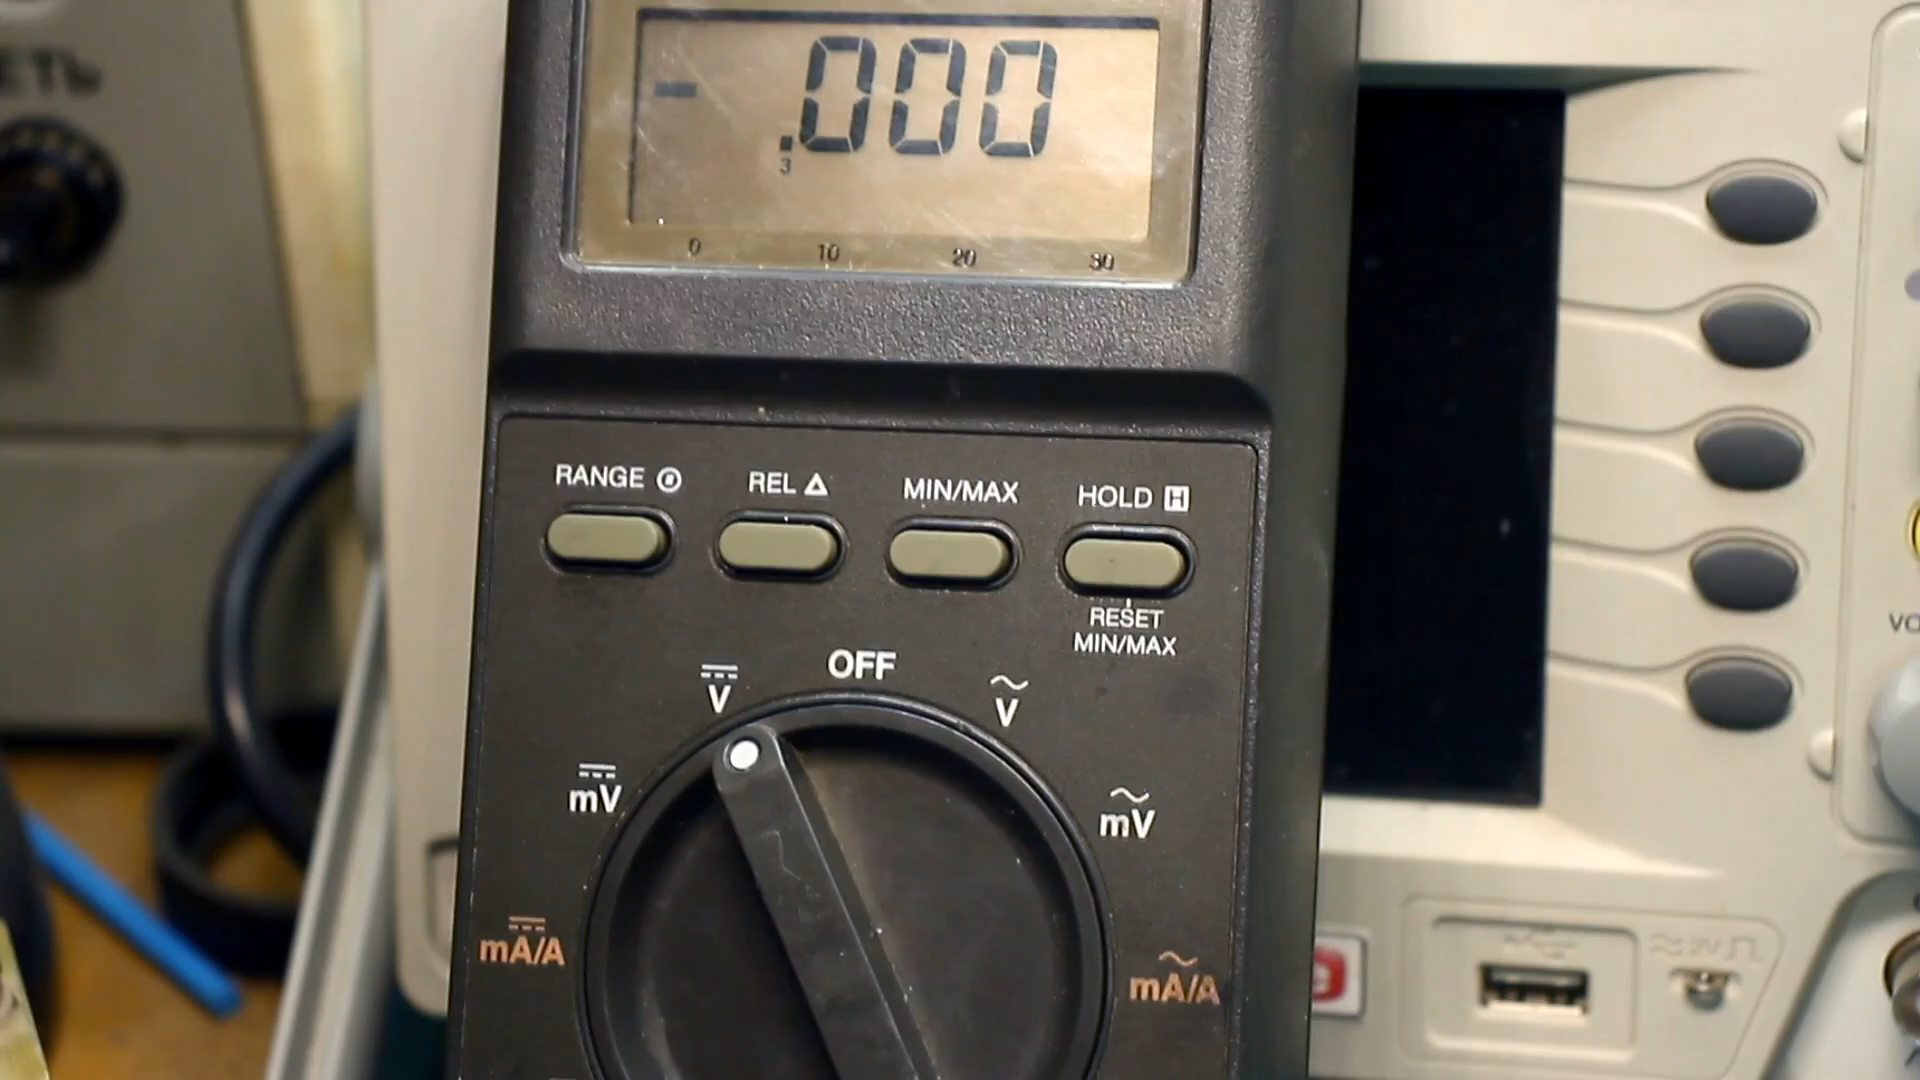 ЕТЬ
- .000
3
0 10 20 30
RANGE
REL △
MIN/MAX
HOLD H
RESET
MIN/MAX
OFF
V
V
mV
mV
mA/A
mA/A